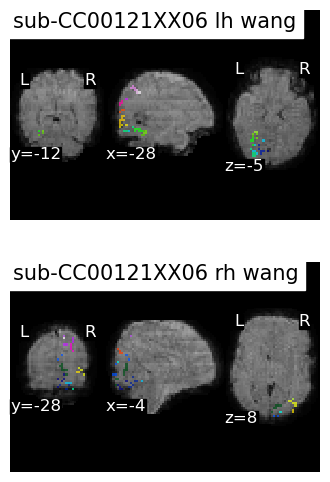 sub-CC00121XX06 lh wang
L R L R
y=-12 x=-28 z=-5
sub-CC00121XX06 rh wang
L R L R
y=-28 x=-4 z=8